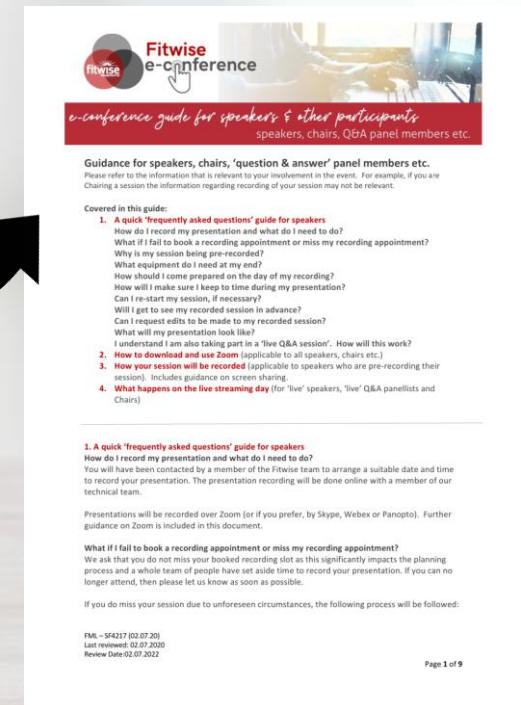 Fitwise
e-conference
fitwise
e-conference guide for speakers & other participants
speakers, chairs, Q&A panel members etc.
Guidance for speakers, chairs, ‘question & answer’ panel members etc.
Please refer to the information that is relevant to your involvement in the event. For example, if you are
Chairing a session the information regarding recording of your session may not be relevant.
Covered in this guide:
1. A quick ‘frequently asked questions’ guide for speakers
How do I record my presentation and what do I need to do?
What if I fail to book a recording appointment or miss my recording appointment?
Why is my session being pre-recorded?
What equipment do I need at my end?
How should I come prepared on the day of my recording?
How will I make sure I keep to time during my presentation?
Can I re-start my session, if necessary?
Will I get to see my recorded session in advance?
Can I request edits to be made to my recorded session?
What will my presentation look like?
I understand I am also taking part in a ‘live Q&A session’. How will this work?
2. How to download and use Zoom (applicable to all speakers, chairs etc.)
3. How your session will be recorded (applicable to speakers who are pre-recording their
session). Includes guidance on screen sharing.
4. What happens on the live streaming day (for ‘live’ speakers, ‘live’ Q&A panellists and
Chairs)
1. A quick ‘frequently asked questions’ guide for speakers
How do I record my presentation and what do I need to do?
You will have been contacted by a member of the Fitwise team to arrange a suitable date and time
to record your presentation. The presentation recording will be done online with a member of our
technical team.
Presentations will be recorded over Zoom (or if you prefer, by Skype, Webex or Panopto). Further
guidance on Zoom is included in this document.
What if I fail to book a recording appointment or miss my recording appointment?
We ask that you do not miss your booked recording slot as this significantly impacts the planning
process and a whole team of people have set aside time to record your presentation. If you can no
longer attend, then please let us know as soon as possible.
If you do miss your session due to unforeseen circumstances, the following process will be followed:
FML – SF4217 (02.07.20)
Last reviewed: 02.07.2020
Review Date:02.07.2022
Page 1 of 9